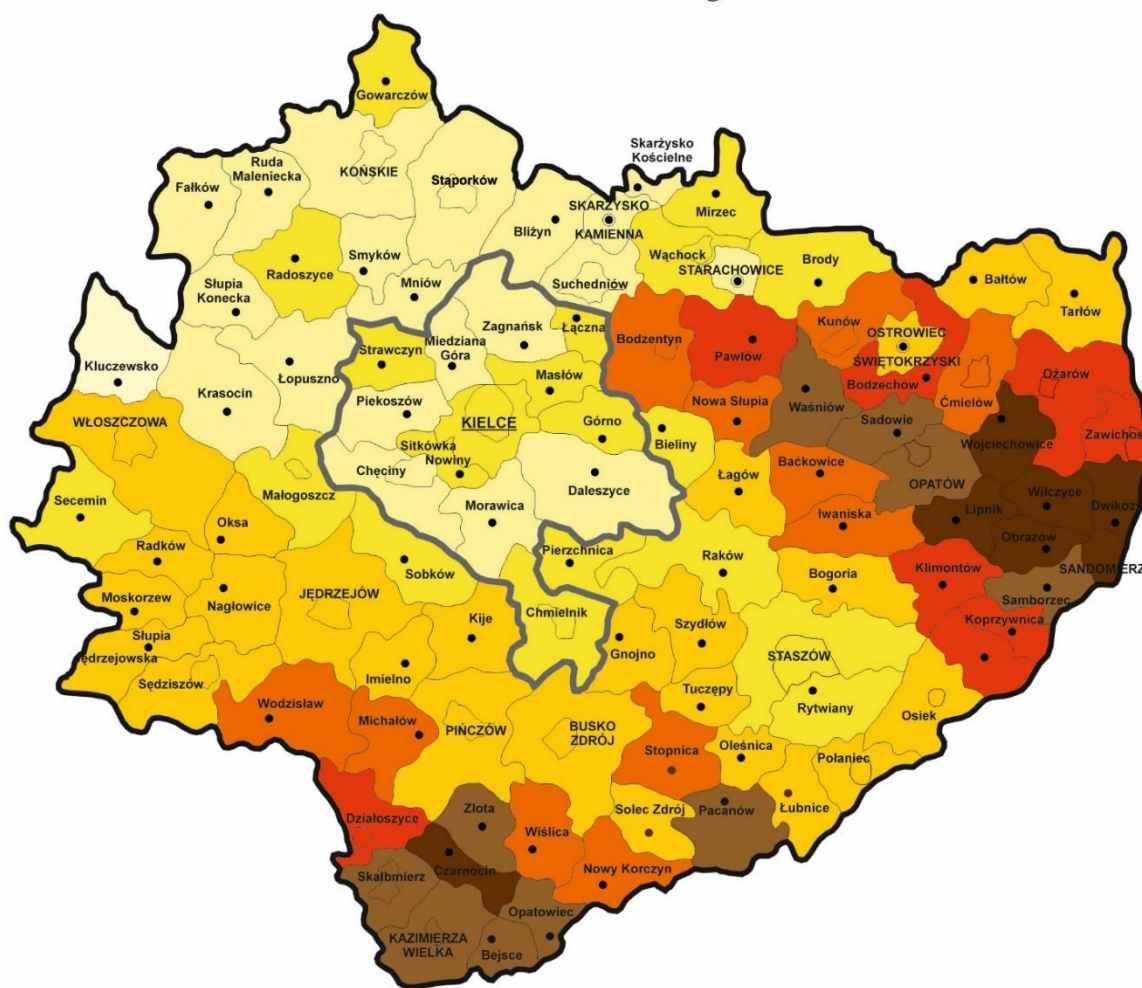 Gowarczów
Skarżysko
Kościelne
Ruda
Maleniecka
KOŃSKIE
Stąporków
Fałków
SKARŻYSKO
KAMIENNA
Mirzec
Bliżyn
Wąchock
STARACHOWICE
Brody
Bałtów
Radoszyce
Smyków
Słupia
Konecka
Mniów
Suchedniów
Tarłów
Zagnańsk
Łączna
Kunów
OSTROWIEC
ŚWIĘTOKRZYSKI
Strawczyn
Miedziana
Góra
Bodzentyn
Pawłów
Kluczewsko
Łopuszno
Masłów
Bodzechów
Ożarów
Krasocin
Piekoszów
Nowa Słupia
Waśniów
Ćmielów
WŁOSZCZOWA
KIELCE
Górno
Bieliny
Sadowie
Wojciechowice
Zawichos
Sitkówka
Nowiny
Chęciny
Baćkowice
Secemin
Małogoszcz
Daleszyce
Łagów
OPATÓW
Wilczyce
Dwikozy
Oksa
Morawica
Iwaniska
Lipnik
Obrazów
Radków
Pierzchnica
Raków
Sobków
Klimontów
SANDOMIERZ
Moskorzew
Nagłowice
JĘDRZEJÓW
Bogoria
Samborzec
Chmielnik
Kije
Szydłów
Koprzywnica
Słupia
ędrzejowska
Gnojno
STASZÓW
Sędziszów
Imielno
Tuczępy
Rytwiany
Osiek
Wodzisław
Michałów
PIŃCZÓW
BUSKO
ZDRÓJ
Stopnica
Oleśnica
Połaniec
Działoszyce
Złota
Solec Zdrój
Pacanów
Łubnice
Wiślica
Czarnocin
Skalbmierz
Nowy Korczyn
Opatowiec
KAZIMIERZA
WIELKA
Bejsce